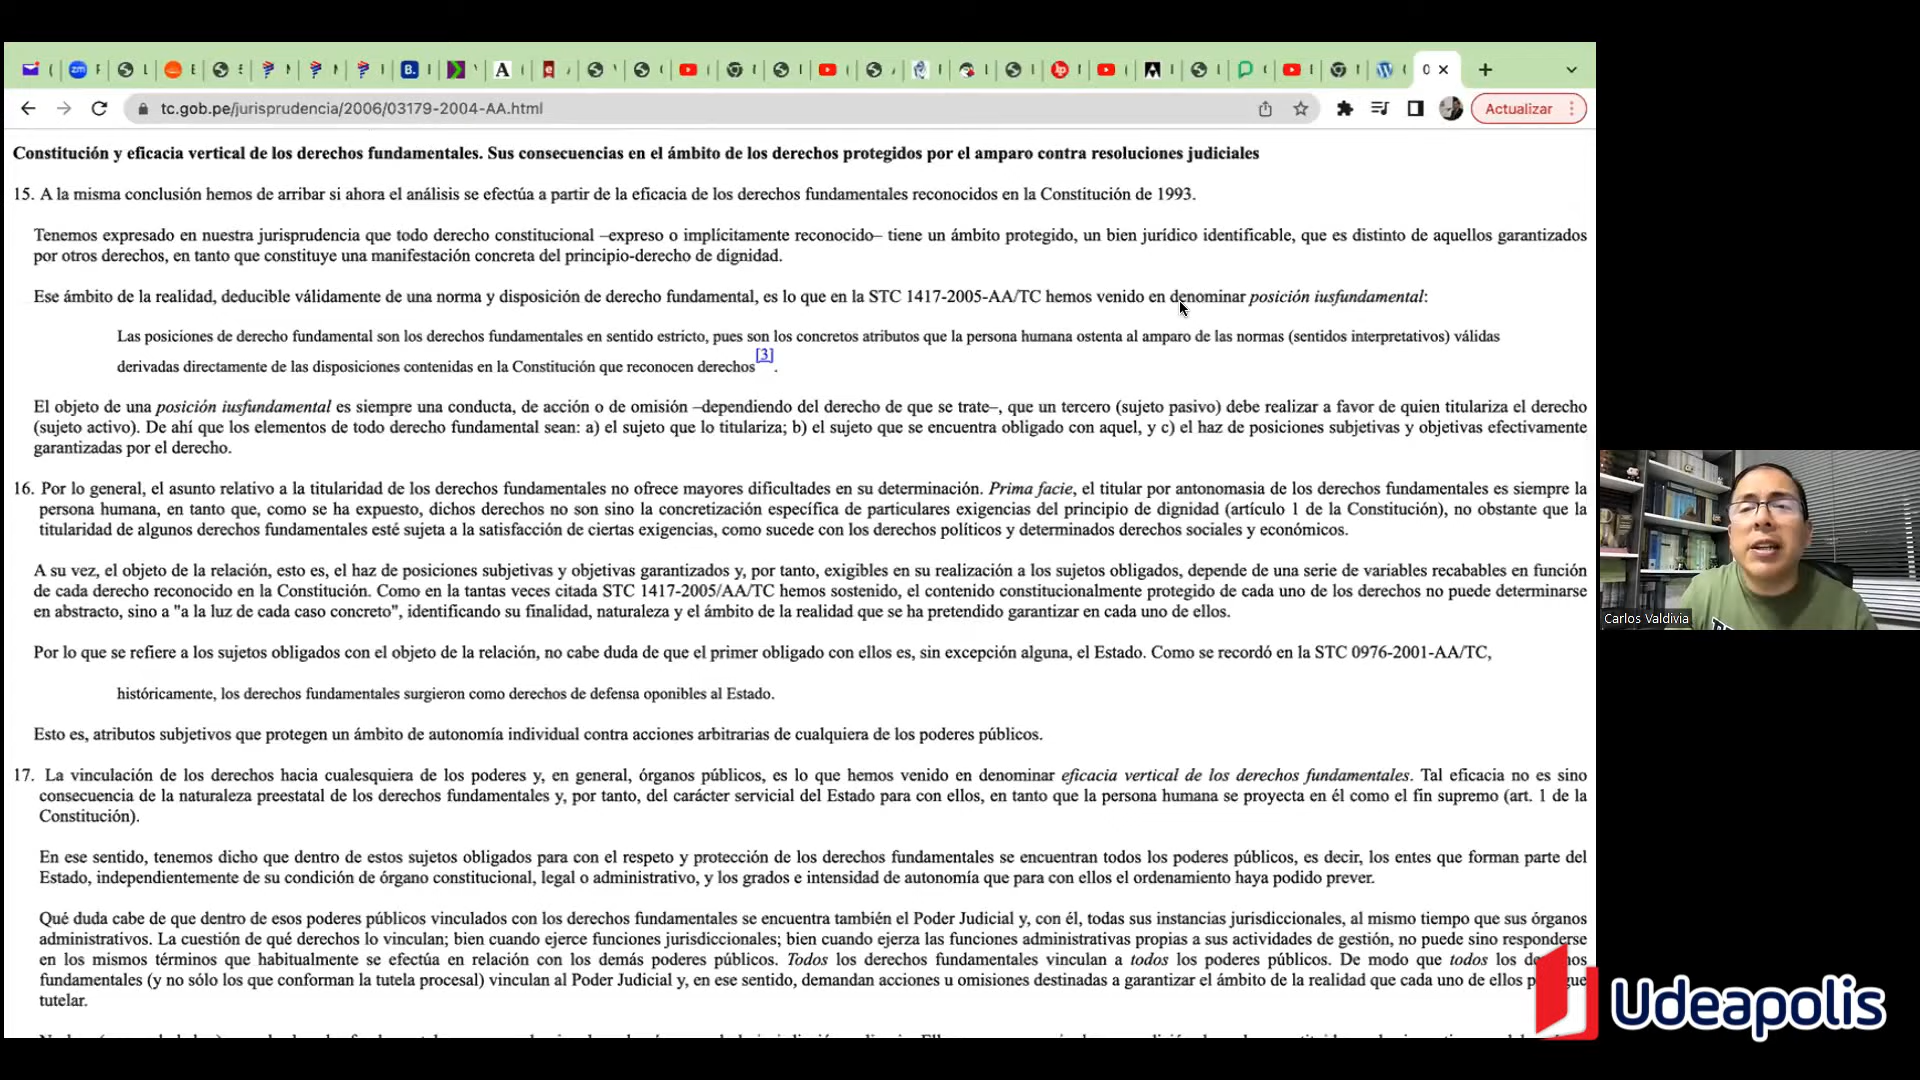 tc.gob.pe/jurisprudencia/2006/03179-2004-AA.html
Actualizar
Constitución y eficacia vertical de los derechos fundamentales. Sus consecuencias en el ámbito de los derechos protegidos por el amparo contra resoluciones judiciales
15. A la misma conclusión hemos de arribar si ahora el análisis se efectúa a partir de la eficacia de los derechos fundamentales reconocidos en la Constitución de 1993.
Tenemos expresado en nuestra jurisprudencia que todo derecho constitucional –expreso o implícitamente reconocido– tiene un ámbito protegido, un bien jurídico identificable, que es distinto de aquellos garantizados
por otros derechos, en tanto que constituye una manifestación concreta del principio-derecho de dignidad.
Ese ámbito de la realidad, deducible válidamente de una norma y disposición de derecho fundamental, es lo que en la STC 1417-2005-AA/TC hemos venido en denominar posición iusfundamental:
Las posiciones de derecho fundamental son los derechos fundamentales en sentido estricto, pues son los concretos atributos que la persona humana ostenta al amparo de las normas (sentidos interpretativos) válidas
derivadas directamente de las disposiciones contenidas en la Constitución que reconocen derechos[3].
El objeto de una posición iusfundamental es siempre una conducta, de acción o de omisión –dependiendo del derecho de que se trate–, que un tercero (sujeto pasivo) debe realizar a favor de quien titulariza el derecho
(sujeto activo). De ahí que los elementos de todo derecho fundamental sean: a) el sujeto que lo titulariza; b) el sujeto que se encuentra obligado con aquel, y c) el haz de posiciones subjetivas y objetivas efectivamente
garantizadas por el derecho.
16. Por lo general, el asunto relativo a la titularidad de los derechos fundamentales no ofrece mayores dificultades en su determinación. Prima facie, el titular por antonomasia de los derechos fundamentales es siempre la
persona humana, en tanto que, como se ha expuesto, dichos derechos no son sino la concretización específica de particulares exigencias del principio de dignidad (artículo 1 de la Constitución), no obstante que la
titularidad de algunos derechos fundamentales esté sujeta a la satisfacción de ciertas exigencias, como sucede con los derechos políticos y determinados derechos sociales y económicos.
A su vez, el objeto de la relación, esto es, el haz de posiciones subjetivas y objetivas garantizados y, por tanto, exigibles en su realización a los sujetos obligados, depende de una serie de variables recabables en función
de cada derecho reconocido en la Constitución. Como en la tantas veces citada STC 1417-2005/AA/TC hemos sostenido, el contenido constitucionalmente protegido de cada uno de los derechos no puede determinarse
en abstracto, sino a "a la luz de cada caso concreto", identificando su finalidad, naturaleza y el ámbito de la realidad que se ha pretendido garantizar en cada uno de ellos.
Por lo que se refiere a los sujetos obligados con el objeto de la relación, no cabe duda de que el primer obligado con ellos es, sin excepción alguna, el Estado. Como se recordó en la STC 0976-2001-AA/TC,
históricamente, los derechos fundamentales surgieron como derechos de defensa oponibles al Estado.
Esto es, atributos subjetivos que protegen un ámbito de autonomía individual contra acciones arbitrarias de cualquiera de los poderes públicos.
17. La vinculación de los derechos hacia cualesquiera de los poderes y, en general, órganos públicos, es lo que hemos venido en denominar eficacia vertical de los derechos fundamentales. Tal eficacia no es sino
consecuencia de la naturaleza preestatal de los derechos fundamentales y, por tanto, del carácter servicial del Estado para con ellos, en tanto que la persona humana se proyecta en él como el fin supremo (art. 1 de la
Constitución).
En ese sentido, tenemos dicho que dentro de estos sujetos obligados para con el respeto y protección de los derechos fundamentales se encuentran todos los poderes públicos, es decir, los entes que forman parte del
Estado, independientemente de su condición de órgano constitucional, legal o administrativo, y los grados e intensidad de autonomía que para con ellos el ordenamiento haya podido prever.
Qué duda cabe de que dentro de esos poderes públicos vinculados con los derechos fundamentales se encuentra también el Poder Judicial y, con él, todas sus instancias jurisdiccionales, al mismo tiempo que sus órganos
administrativos. La cuestión de qué derechos lo vinculan; bien cuando ejerce funciones jurisdiccionales; bien cuando ejerza las funciones administrativas propias a sus actividades de gestión, no puede sino responderse
en los mismos términos que habitualmente se efectúa en relación con los demás poderes públicos. Todos los derechos fundamentales vinculan a todos los poderes públicos. De modo que todos los
fundamentales (y no sólo los que conforman la tutela procesal) vinculan al Poder Judicial y, en ese sentido, demandan acciones u omisiones destinadas a garantizar el ámbito de la realidad que cada uno de ellos
tutelar.
Carlos Valdivia
Udeapolis